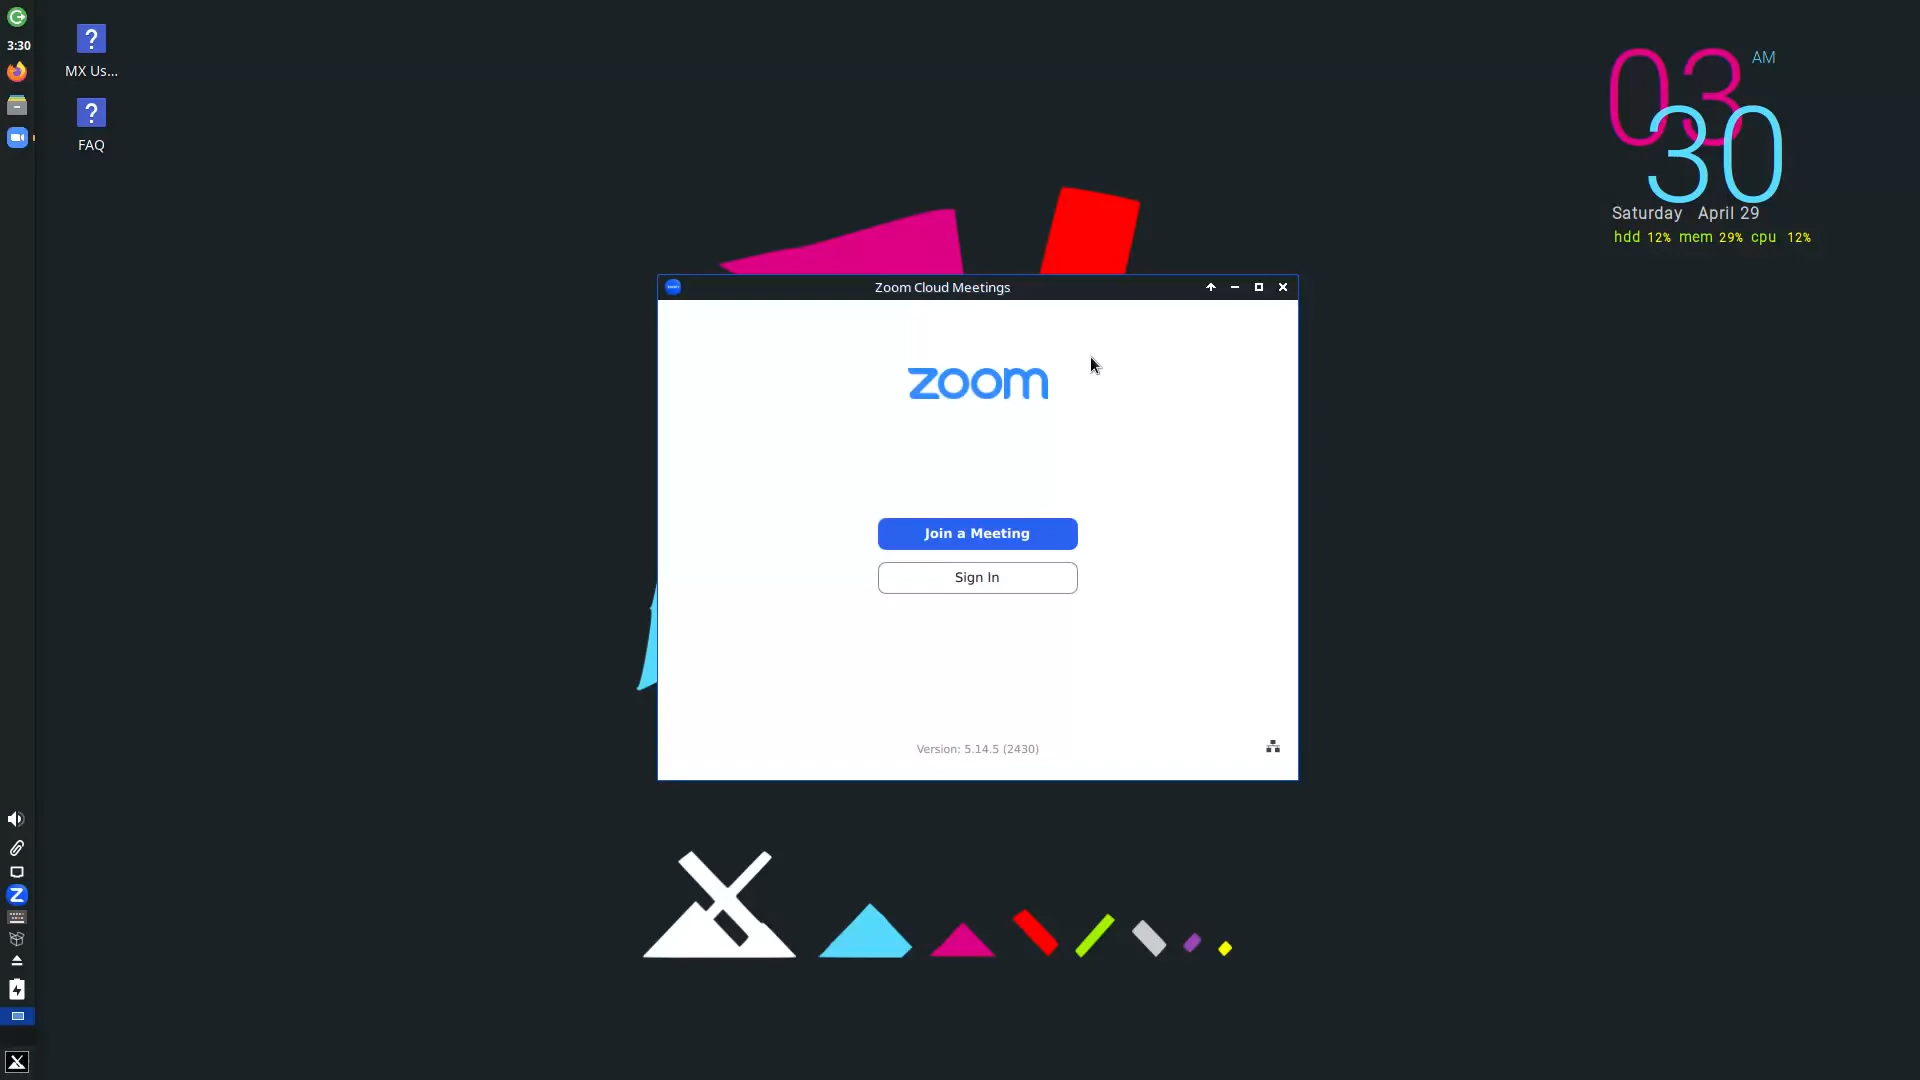 3:30
MX Us...
FAQ
03 AM
30
Saturday April 29
hdd 12% mem 29% cpu 12%
Zoom Cloud Meetings
zoom
Join a Meeting
Sign In
Version: 5.14.5 (2430)